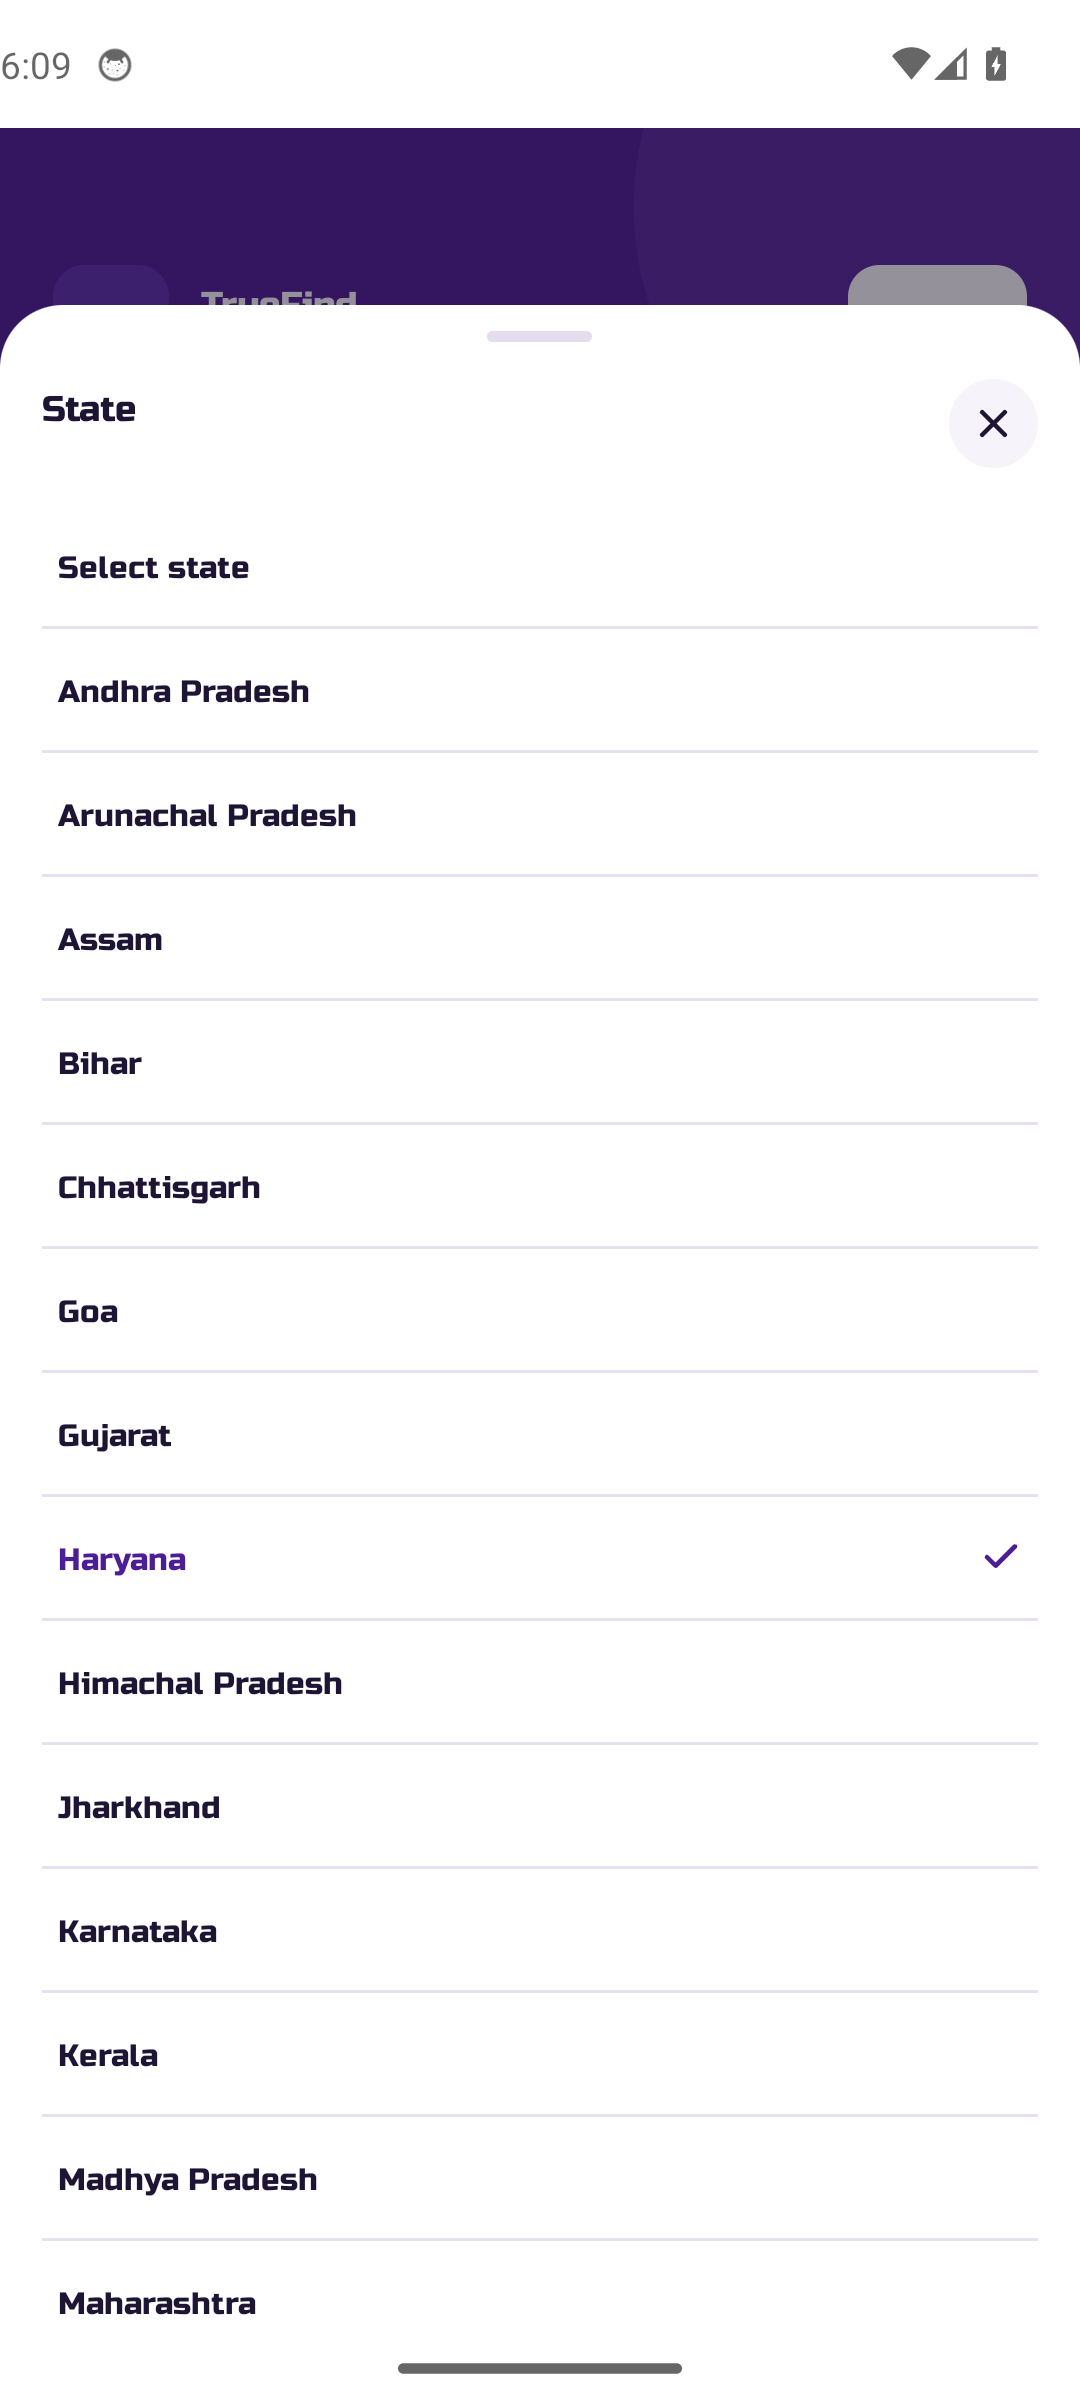 6:09
TrueFind
State
Select state
Andhra Pradesh
Arunachal Pradesh
Assam
Bihar
Chhattisgarh
Goa
Gujarat
Haryana
Himachal Pradesh
Jharkhand
Karnataka
Kerala
Madhya Pradesh
Maharashtra